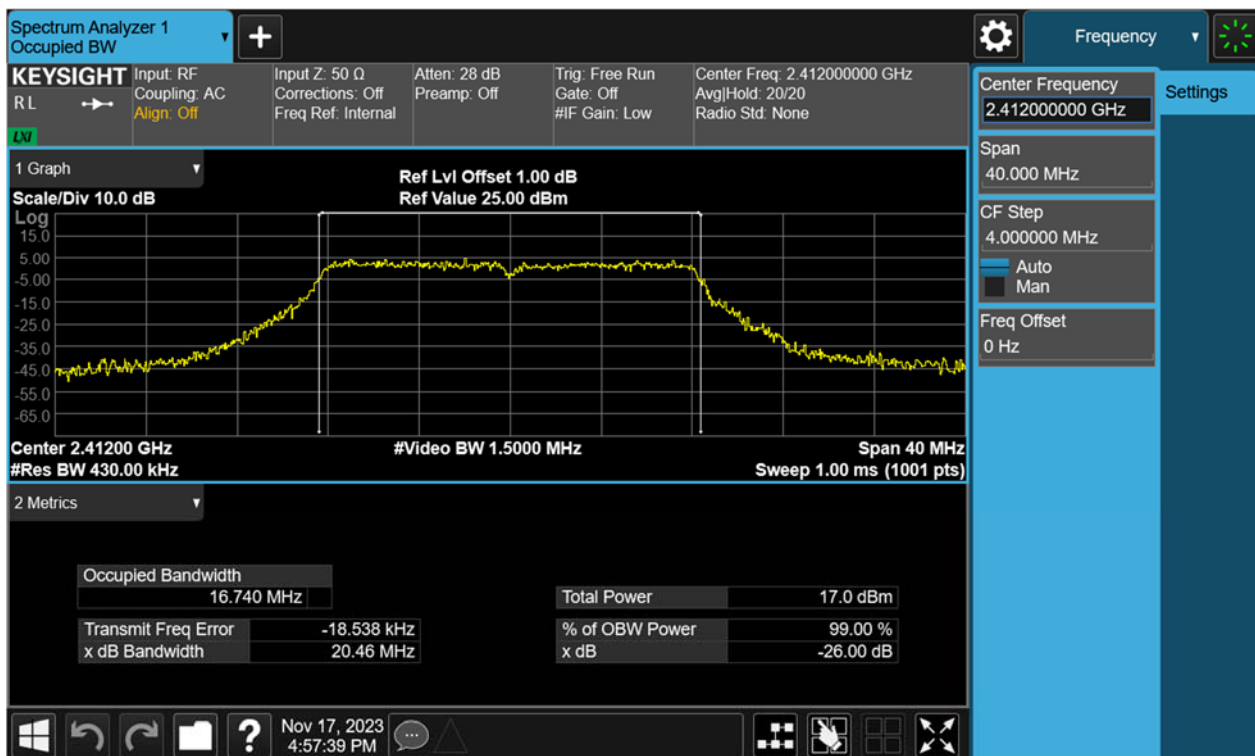 Spectrum Analyzer 1
Occupied BW
Frequency
KEYSIGHT
R L
LXI
Input: RF
Coupling: AC
Align: Off
Input Z: 50 Ω
Corrections: Off
Freq Ref: Internal
Atten: 28 dB
Preamp: Off
Trig: Free Run
Gate: Off
#IF Gain: Low
Center Freq: 2.412000000 GHz
Avg|Hold: 20/20
Radio Std: None
Center Frequency
2.412000000 GHz
Settings
Span
40.000 MHz
CF Step
4.000000 MHz
Auto
Man
Freq Offset
0 Hz
1 Graph
Scale/Div 10.0 dB
Ref Lvl Offset 1.00 dB
Ref Value 25.00 dBm
Log
15.0
5.00
-5.00
-15.0
-25.0
-35.0
-45.0
-55.0
-65.0
Center 2.41200 GHz
#Video BW 1.5000 MHz
Span 40 MHz
#Res BW 430.00 kHz
Sweep 1.00 ms (1001 pts)
2 Metrics
Occupied Bandwidth
16.740 MHz
Total Power 17.0 dBm
Transmit Freq Error -18.538 kHz
% of OBW Power 99.00 %
x dB Bandwidth 20.46 MHz
x dB -26.00 dB
?
Nov 17, 2023
4:57:39 PM